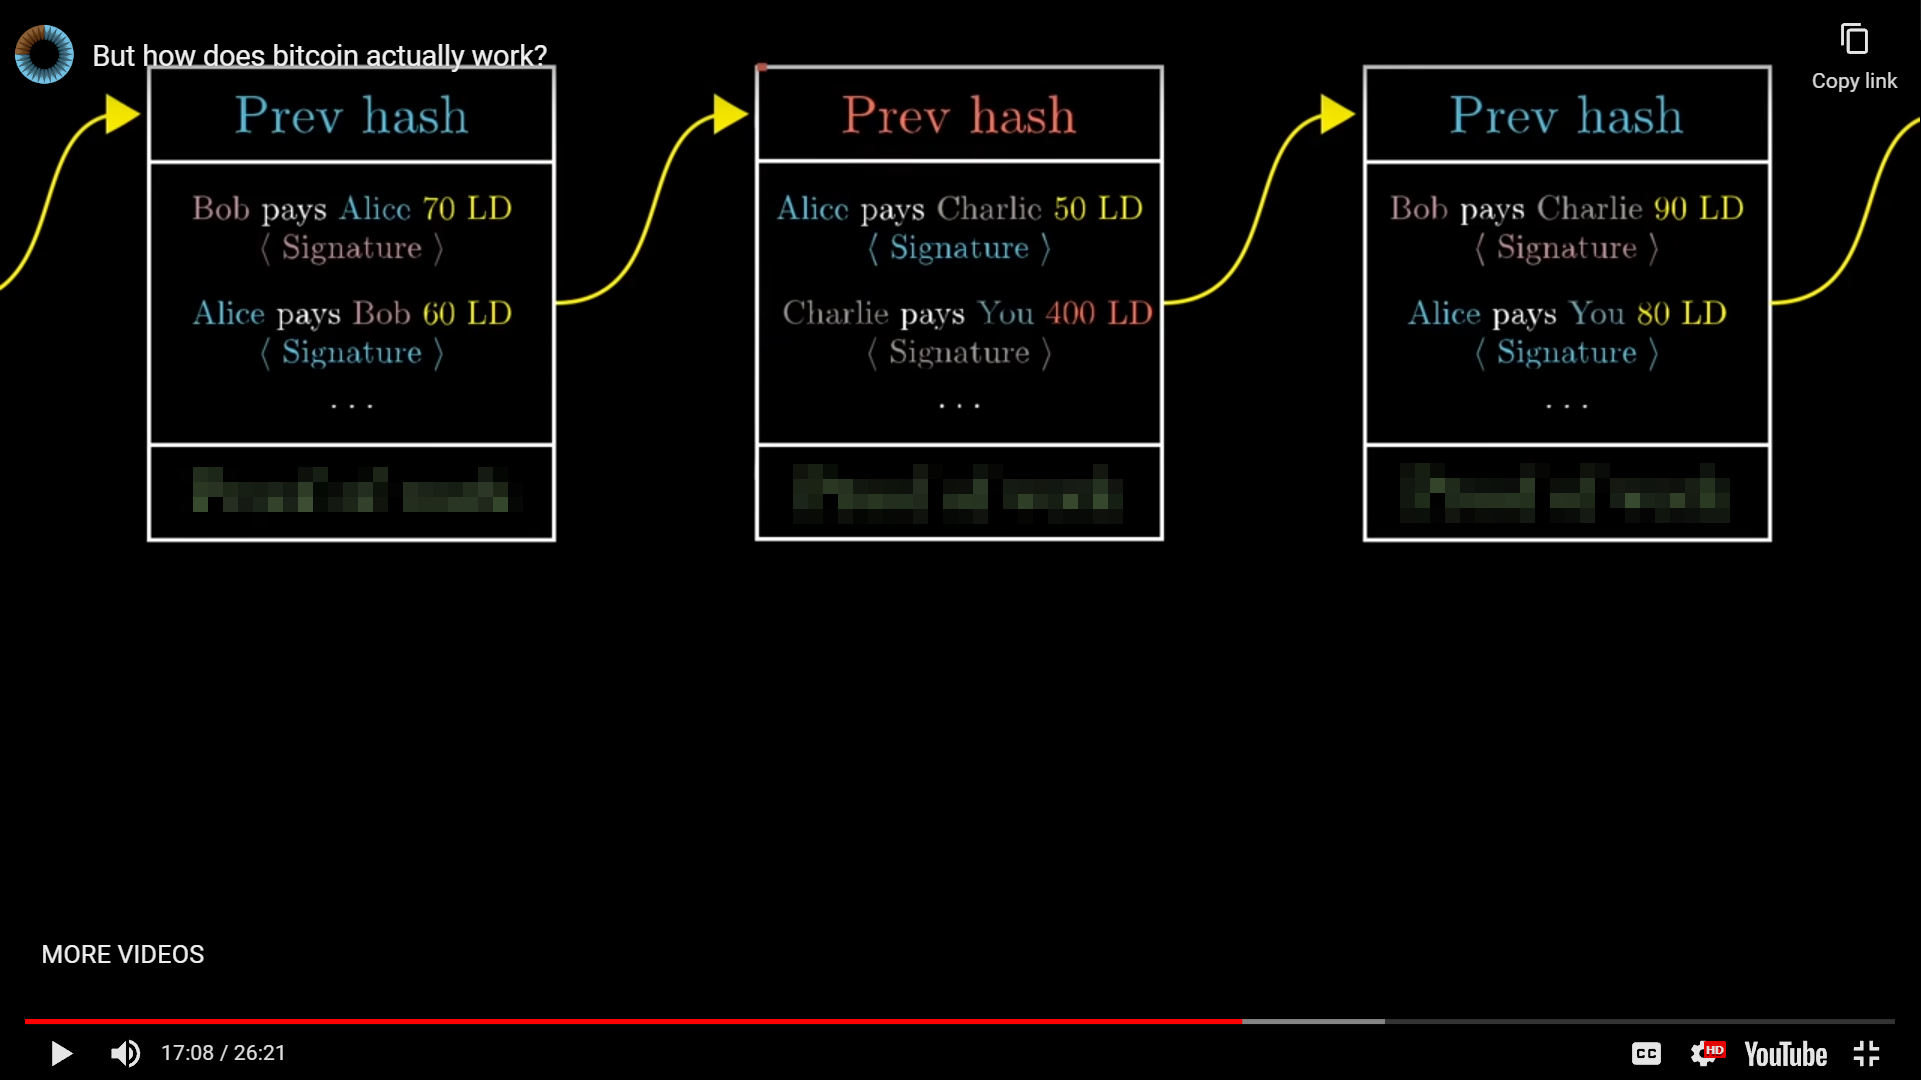 But how does bitcoin actually work?
Copy link
Prev hash
Bob pays Alice 70 LD
⟨ Signature ⟩
Alice pays Bob 60 LD
⟨ Signature ⟩
...
Prev hash
Alice pays Charlie 50 LD
⟨ Signature ⟩
Charlie pays You 400 LD
⟨ Signature ⟩
...
Prev hash
Bob pays Charlie 90 LD
⟨ Signature ⟩
Alice pays You 80 LD
⟨ Signature ⟩
...
MORE VIDEOS
17:08 / 26:21
CC
HD
YouTube